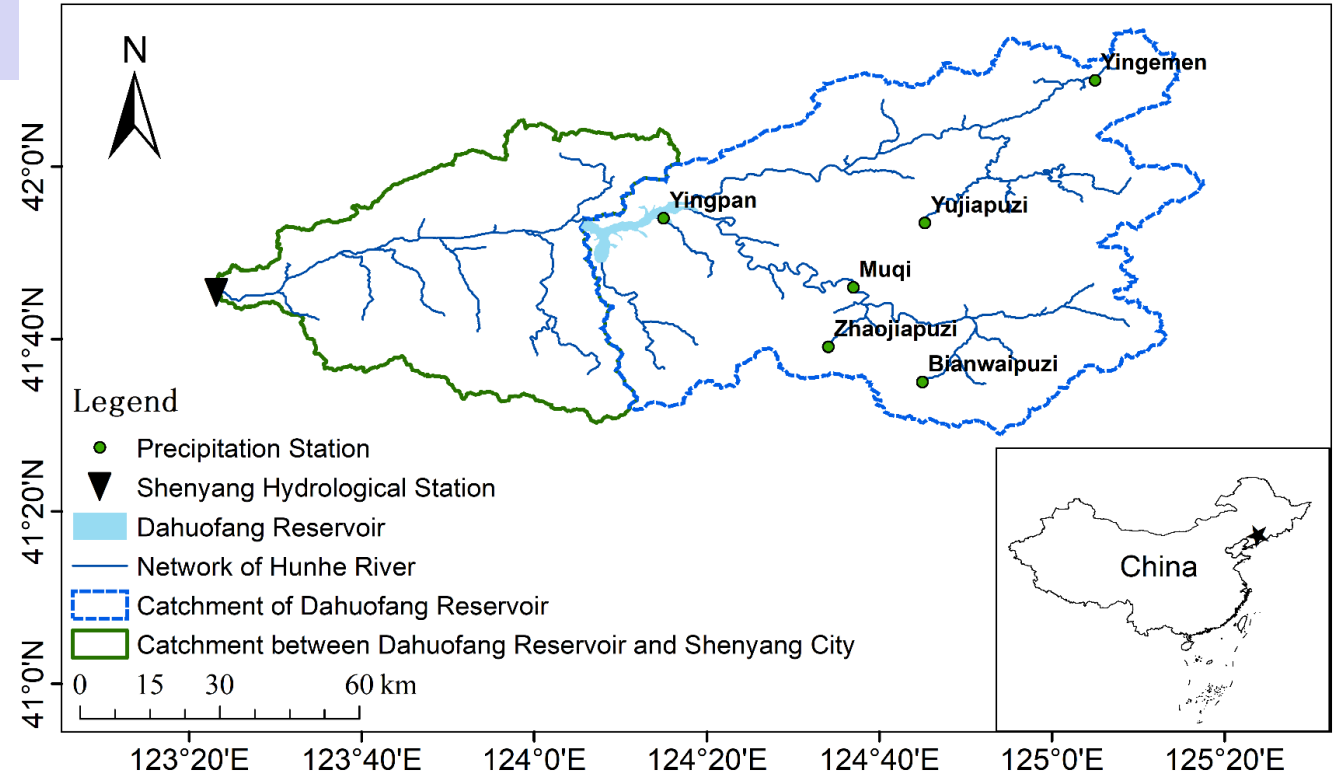 N
Yingemen
Yingpan
Yujiapuzi
Muqi
Zhaojiapuzi
Bianwaipuzi
42°0'N
41°40'N
41°20'N
41°0'N
Legend
Precipitation Station
Shenyang Hydrological Station
Dahuofang Reservoir
Network of Hunhe River
Catchment of Dahuofang Reservoir
Catchment between Dahuofang Reservoir and Shenyang City
0 15 30 60 km
China
123°20'E 123°40'E 124°0'E 124°20'E 124°40'E 125°0'E 125°20'E